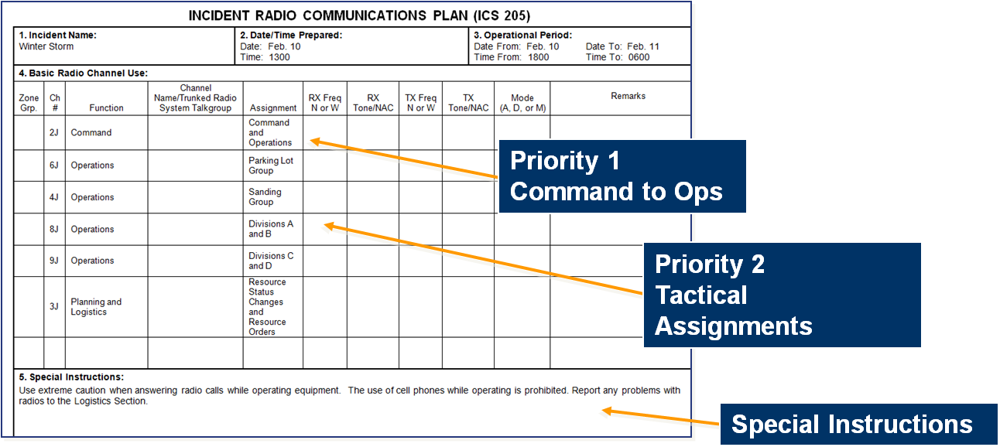 INCIDENT RADIO COMMUNICATIONS PLAN (ICS 205)
1. Incident Name:
Winter Storm
2. Date/Time Prepared:
Date: Feb. 10
Time: 1300
3. Operational Period:
Date From: Feb. 10 Date To: Feb. 11
Time From: 1800 Time To: 0600
4. Basic Radio Channel Use:
Zone
Grp.
Ch
#
Function
Channel
Name/Trunked Radio
System Talkgroup
Assignment
RX Freq
N or W
RX
Tone/NAC
TX Freq
N or W
TX
Tone/NAC
Mode
(A, D, or M)
Remarks
2J
Command
Command
and
Operations
6J
Operations
Parking Lot
Group
4J
Operations
Sanding
Group
8J
Operations
Divisions A
and B
9J
Operations
Divisions C
and D
3J
Planning and
Logistics
Resource
Status
Changes
and
Resource
Orders
Priority 1
Command to Ops
Priority 2
Tactical
Assignments
5. Special Instructions:
Use extreme caution when answering radio calls while operating equipment. The use of cell phones while operating is prohibited. Report any problems with
radios to the Logistics Section.
Special Instructions